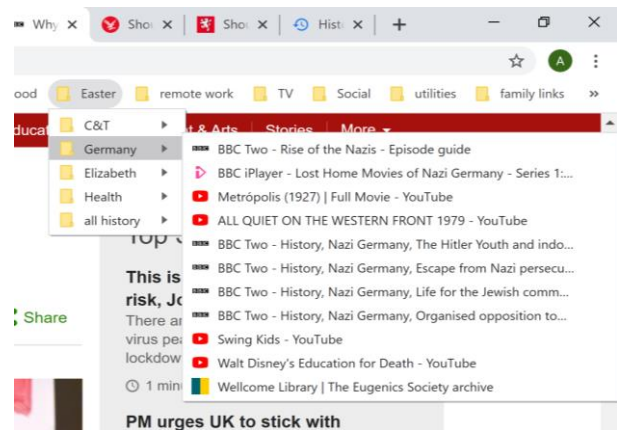 Why
Shou
Shou
Hist
A
ood Easter remote work TV Social utilities family links »
ducat t & Arts Stories More
C&T
Germany
Elizabeth
Health
all history
BBC Two - Rise of the Nazis - Episode guide
BBC iPlayer - Lost Home Movies of Nazi Germany - Series 1:...
Metrópolis (1927) | Full Movie - YouTube
ALL QUIET ON THE WESTERN FRONT 1979 - YouTube
BBC Two - History, Nazi Germany, The Hitler Youth and indo...
BBC Two - History, Nazi Germany, Escape from Nazi persecu...
BBC Two - History, Nazi Germany, Life for the Jewish comm...
BBC Two - History, Nazi Germany, Organised opposition to...
Swing Kids - YouTube
Walt Disney's Education for Death - YouTube
Wellcome Library | The Eugenics Society archive
Share
This is
risk, Jo
There ar
virus pea
lockdow
1 minu
PM urges UK to stick with